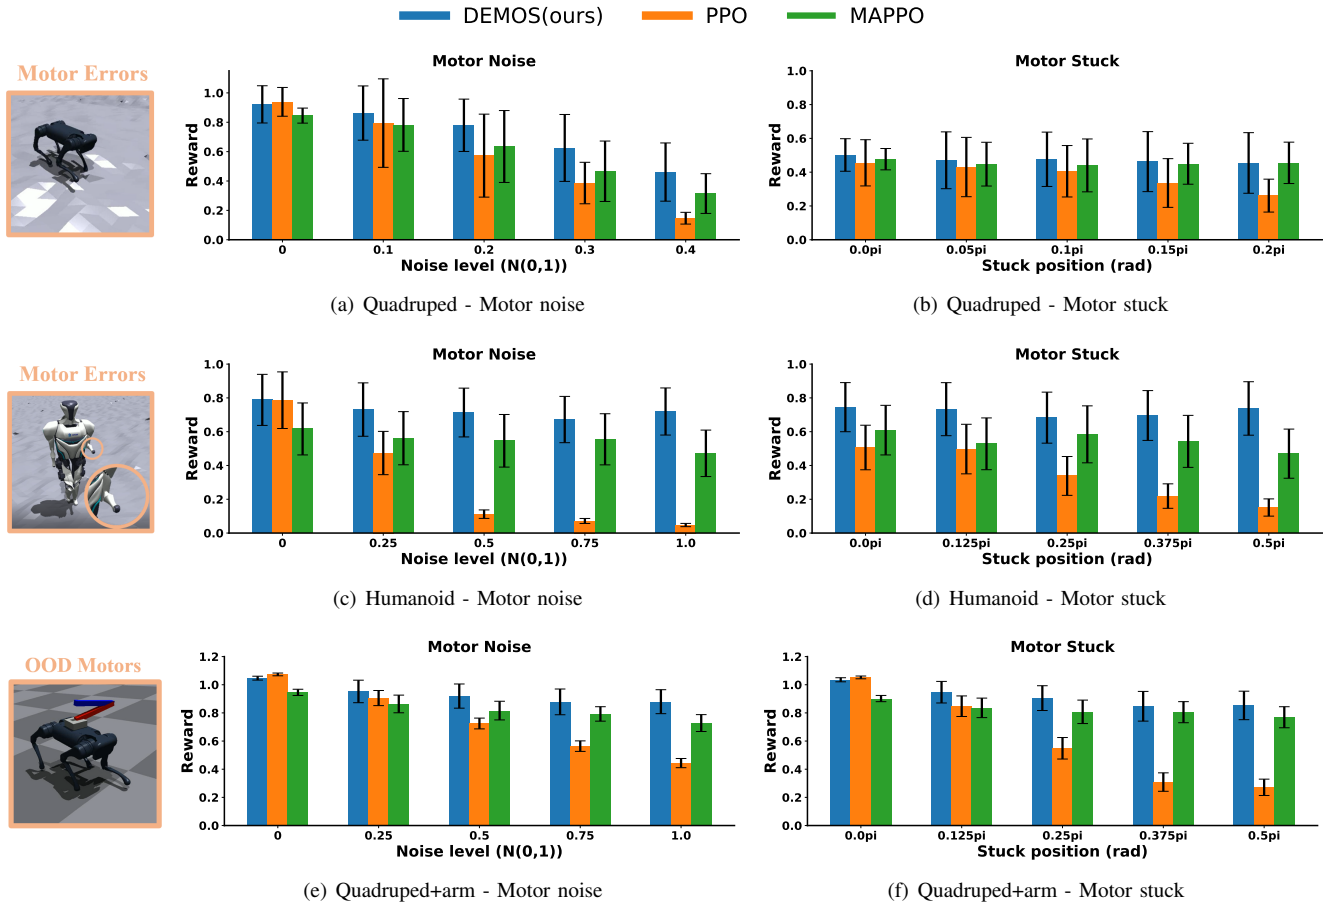 DEMOS(ours) PPO MAPPO
Motor Errors
Motor Noise
Reward
1.0
0.8
0.6
0.4
0.2
0.0
0 0.1 0.2 0.3 0.4
Noise level (N(0,1))
(a) Quadruped - Motor noise
Motor Stuck
Reward
1.0
0.8
0.6
0.4
0.2
0.0
0.0pi 0.05pi 0.1pi 0.15pi 0.2pi
Stuck position (rad)
(b) Quadruped - Motor stuck
Motor Errors
Motor Noise
Reward
1.0
0.8
0.6
0.4
0.2
0.0
0 0.25 0.5 0.75 1.0
Noise level (N(0,1))
(c) Humanoid - Motor noise
Motor Stuck
Reward
1.0
0.8
0.6
0.4
0.2
0.0
0.0pi 0.125pi 0.25pi 0.375pi 0.5pi
Stuck position (rad)
(d) Humanoid - Motor stuck
OOD Motors
Motor Noise
Reward
1.2
1.0
0.8
0.6
0.4
0.2
0.0
0 0.25 0.5 0.75 1.0
Noise level (N(0,1))
(e) Quadruped+arm - Motor noise
Motor Stuck
Reward
1.2
1.0
0.8
0.6
0.4
0.2
0.0
0.0pi 0.125pi 0.25pi 0.375pi 0.5pi
Stuck position (rad)
(f) Quadruped+arm - Motor stuck